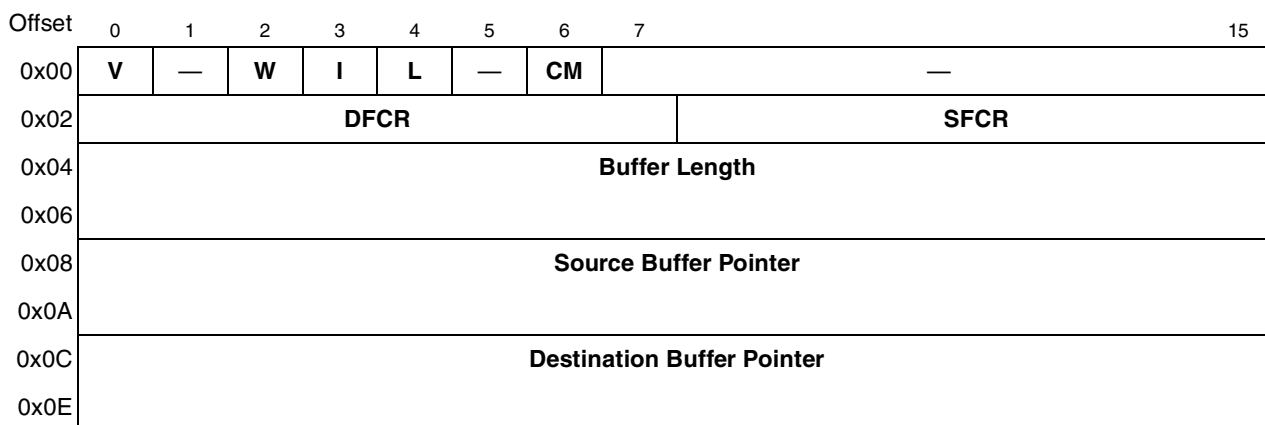 Offset 0 1 2 3 4 5 6 7 15
0x00 V — W I L — CM —
0x02 DFCR SFCR
0x04 Buffer Length
0x06
0x08 Source Buffer Pointer
0x0A
0x0C Destination Buffer Pointer
0x0E